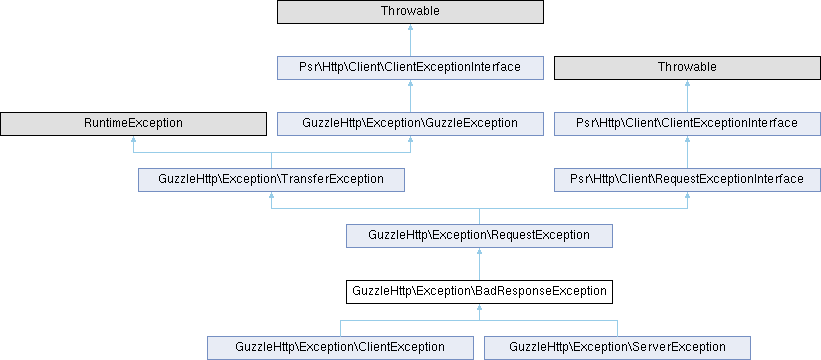 Throwable
Psr\Http\Client\ClientExceptionInterface
Throwable
RuntimeException
GuzzleHttp\Exception\GuzzleException
Psr\Http\Client\ClientExceptionInterface
GuzzleHttp\Exception\TransferException
Psr\Http\Client\RequestExceptionInterface
GuzzleHttp\Exception\RequestException
GuzzleHttp\Exception\BadResponseException
GuzzleHttp\Exception\ClientException
GuzzleHttp\Exception\ServerException